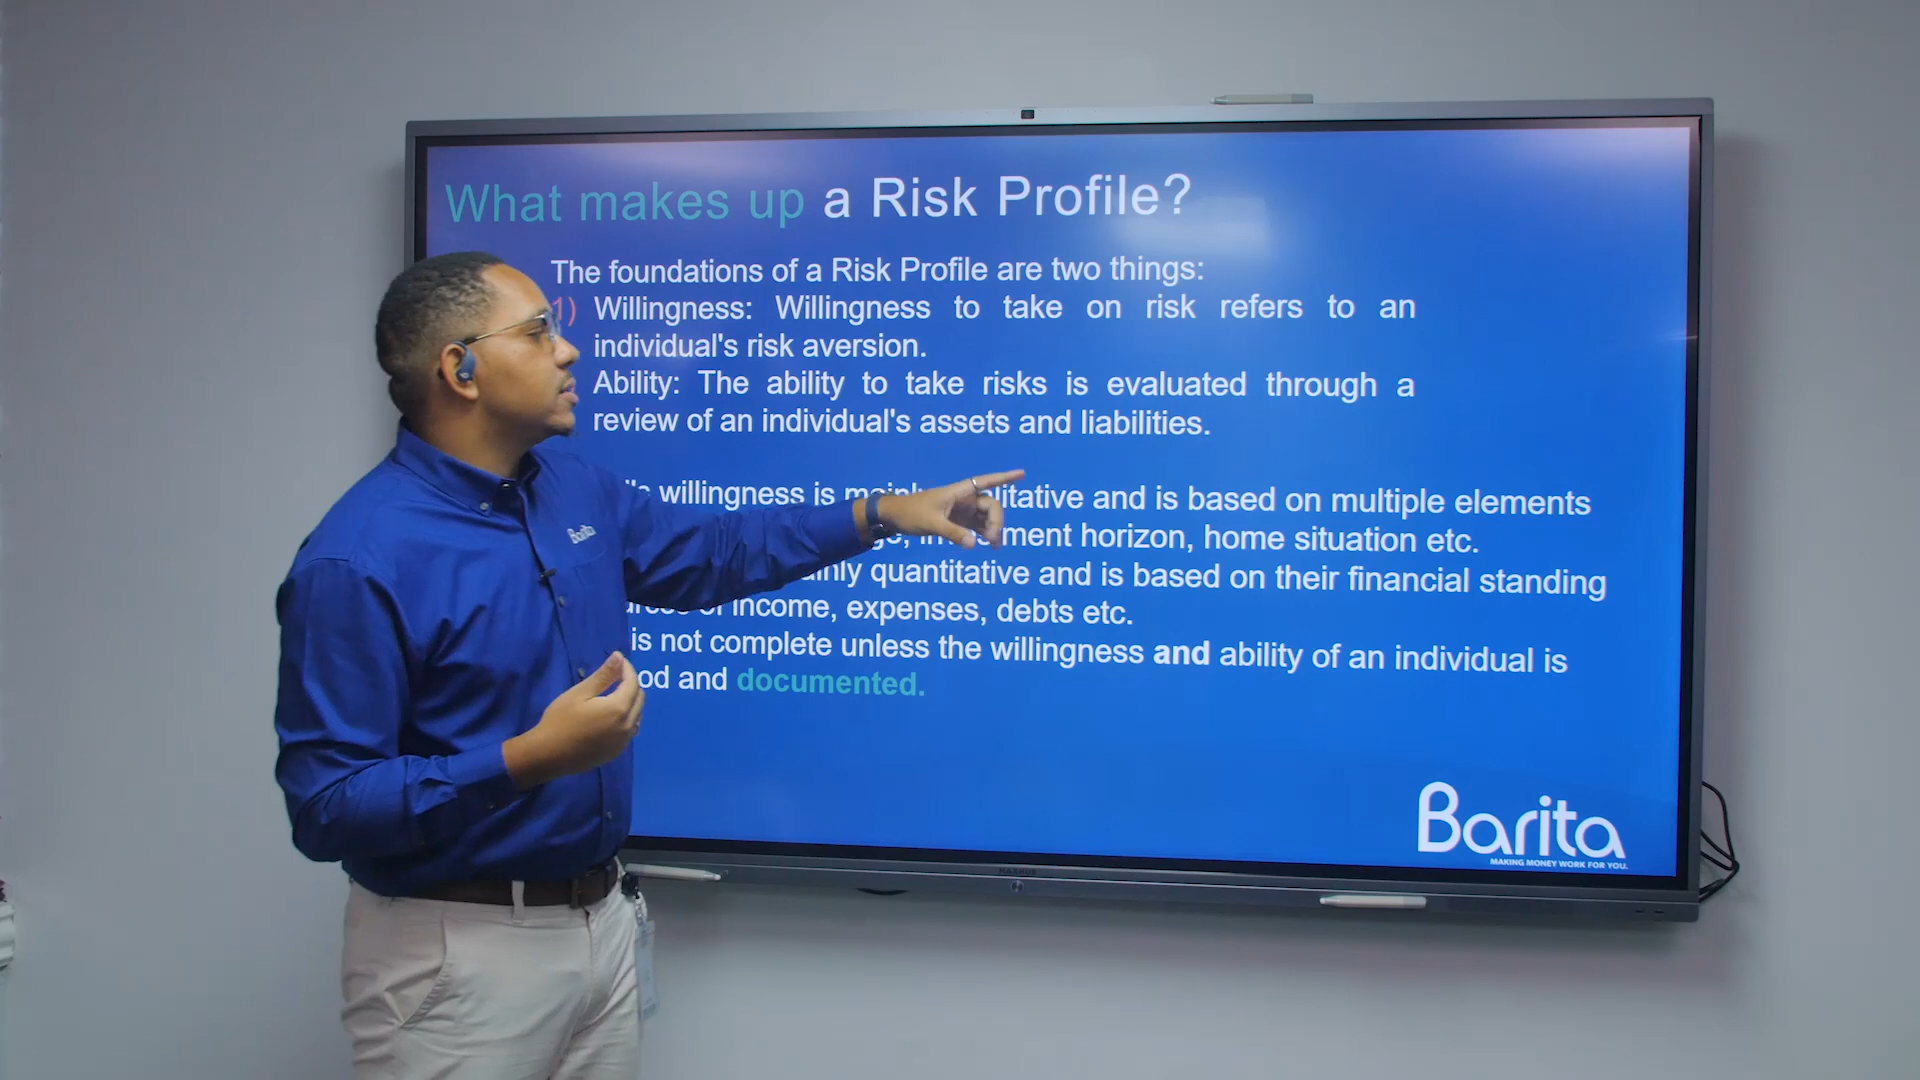 What makes up a Risk Profile?
The foundations of a Risk Profile are two things:
1) Willingness: Willingness to take on risk refers to an
individual's risk aversion.
Ability: The ability to take risks is evaluated through a
review of an individual's assets and liabilities.
willingness is and is based on multiple elements
horizon, home situation etc.
quantitative and is based on their financial standing
income, expenses, debts etc.
is not complete unless the willingness and ability of an individual is
and documented.
Barita
Barita
MAKING MONEY WORK FOR YOU.
MAXHUB